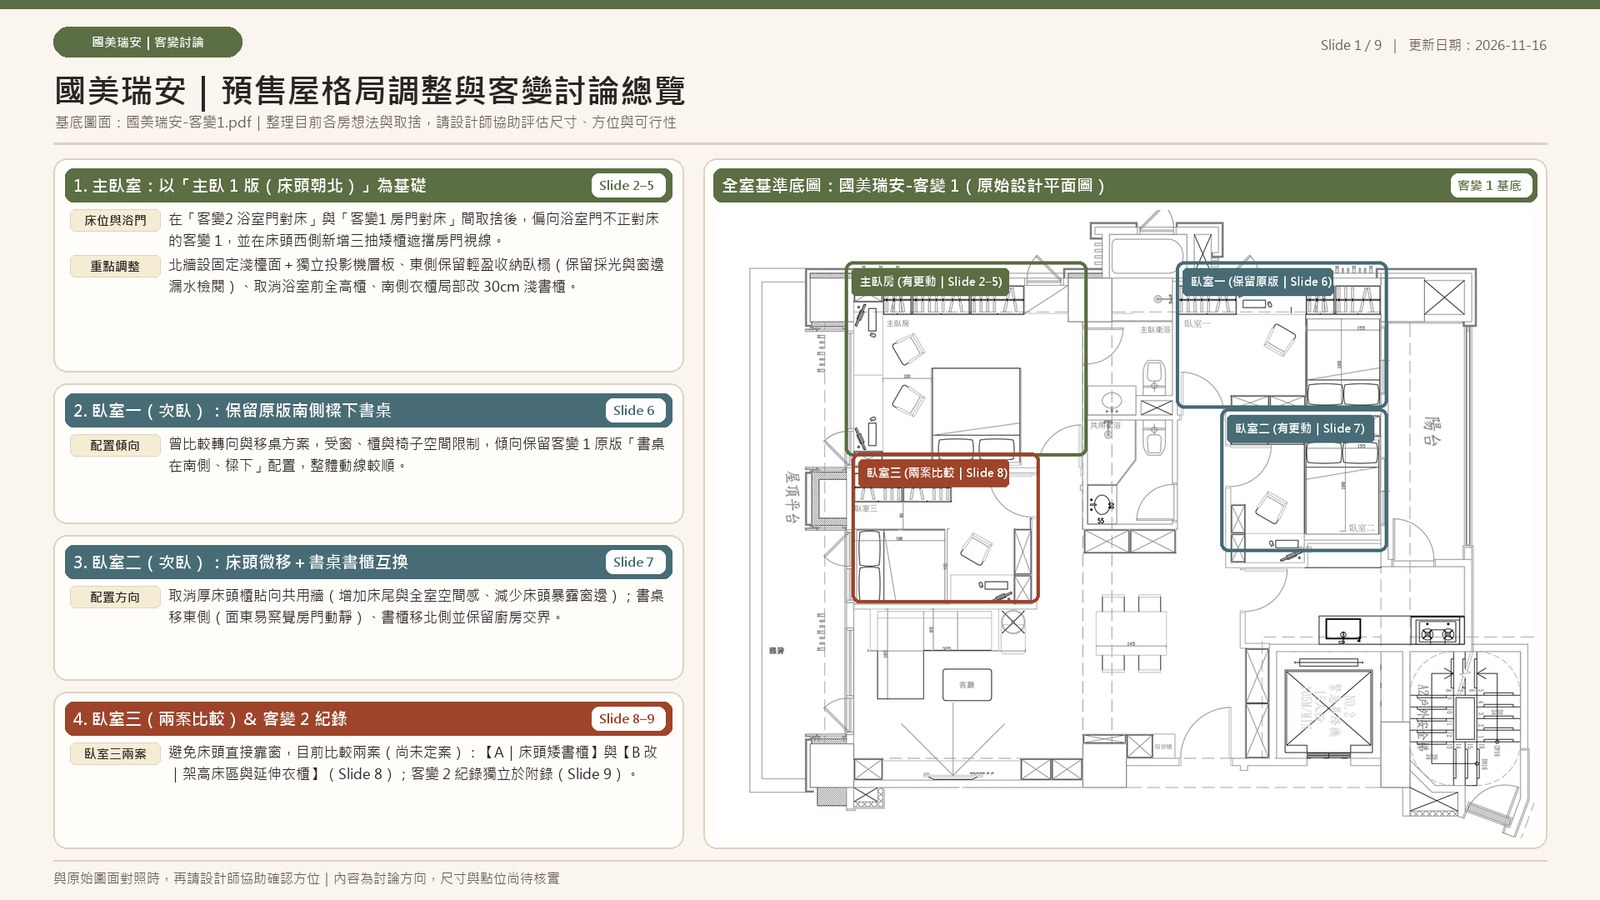 國美瑞安 | 客變討論
Slide 1 / 9 | 更新日期：2026-11-16
國美瑞安 | 預售屋格局調整與客變討論總覽
基底圖面：國美瑞安-客變1.pdf | 整理目前各房想法與取捨，請設計師協助評估尺寸、方位與可行性
1. 主臥室：以「主臥 1 版（床頭朝北）」為基礎
Slide 2–5
床位與浴門
在「客變2 浴室門對床」與「客變1 房門對床」間取捨後，偏向浴室門不正對床
的客變 1，並在床頭西側新增三抽矮櫃遮擋房門視線。
重點調整
北牆設固定淺檯面 + 獨立投影機層板、東側保留輕盈收納臥榻（保留採光與窗邊
漏水檢閱）、取消浴室前全高櫃、南側衣櫃局部改 30cm 淺書櫃。
2. 臥室一（次臥）：保留原版南側樑下書桌
Slide 6
配置傾向
曾比較轉向與移桌方案，受窗、櫃與椅子空間限制，傾向保留客變 1 原版「書桌
在南側、樑下」配置，整體動線較順。
3. 臥室二（次臥）：床頭微移 + 書桌書櫃互換
Slide 7
配置方向
取消厚床頭櫃貼向共用牆（增加床尾與全室空間感、減少床頭暴露窗邊）；書桌
移東側（面東易察覺房門動靜）、書櫃移北側並保留廚房交界。
4. 臥室三（兩案比較）& 客變 2 紀錄
Slide 8–9
臥室三兩案
避免床頭直接靠窗，目前比較兩案（尚未定案）：【A | 床頭矮書櫃】與【B 改
| 架高床區與延伸衣櫃】（Slide 8）；客變 2 紀錄獨立於附錄（Slide 9）。
全室基準底圖：國美瑞安-客變 1（原始設計平面圖）
客變 1 基底
主臥房 (有更動 | Slide 2–5)
臥室一 (保留原版 | Slide 6)
主臥房
主臥衛浴
臥室一
155
100
共用衛浴
臥室二 (有更動 | Slide 7)
陽台
臥室三 (兩案比較 | Slide 8)
屋頂平台
臥室三
55
臥室二
145
客廳
與原始圖面對照時，再請設計師協助確認方位 | 內容為討論方向，尺寸與點位尚待核實